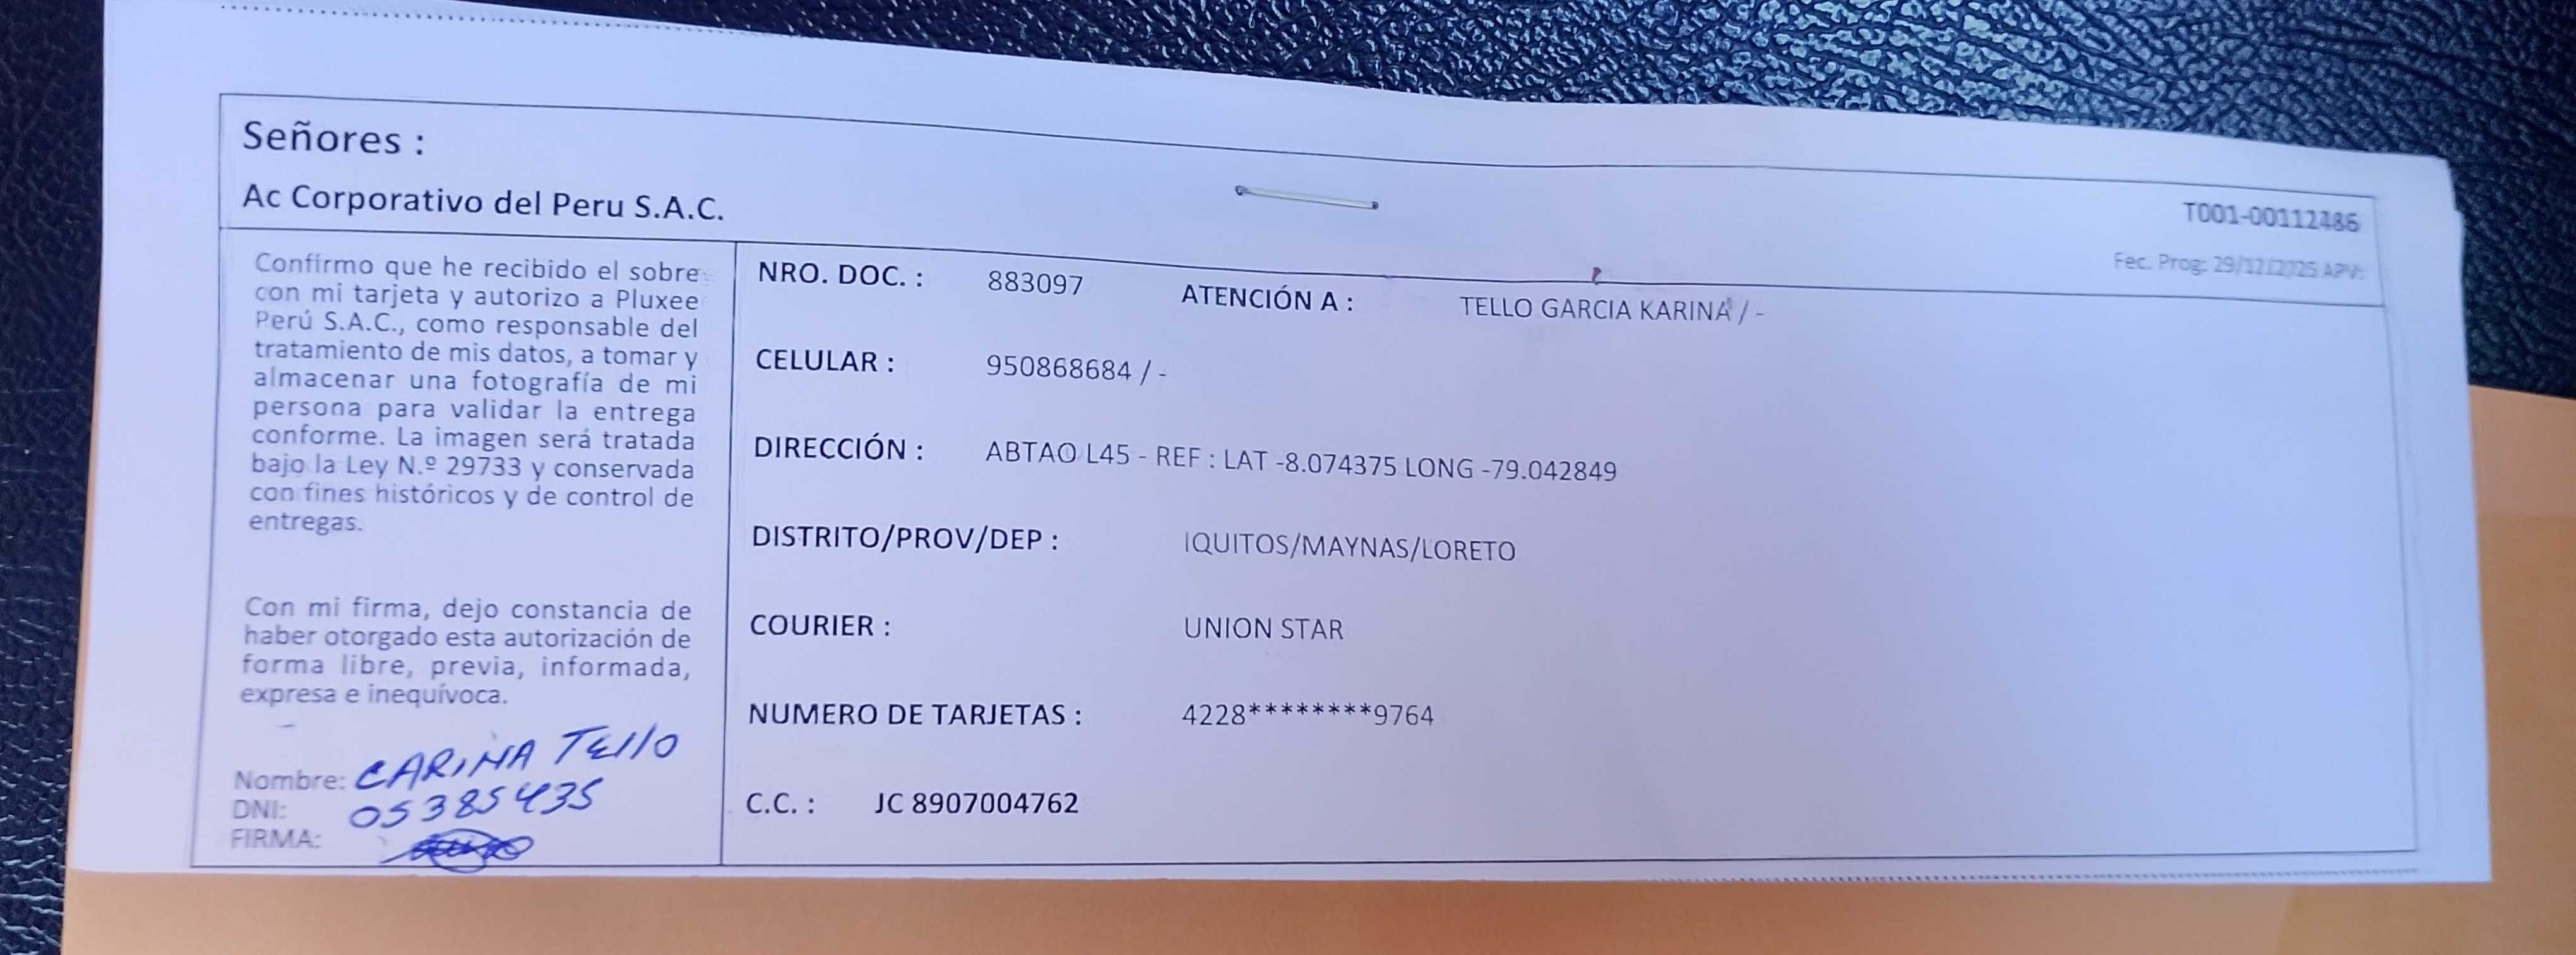 Señores :
Ac Corporativo del Peru S.A.C.
T001-00112486
Fec. Prog: 29/12/2025 APV:
Confirmo que he recibido el sobre
con mi tarjeta y autorizo a Pluxee
Perú S.A.C., como responsable del
tratamiento de mis datos, a tomar y
almacenar una fotografía de mi
persona para validar la entrega
conforme. La imagen será tratada
bajo la Ley N.º 29733 y conservada
con fines históricos y de control de
entregas.
Con mi firma, dejo constancia de
haber otorgado esta autorización de
forma libre, previa, informada,
expresa e inequívoca.
Nombre: CARINA Tello
DNI: 05385435
FIRMA:
NRO. DOC. : 883097 ATENCIÓN A : TELLO GARCIA KARINA / -
CELULAR : 950868684 / -
DIRECCIÓN : ABTAO L45 - REF : LAT -8.074375 LONG -79.042849
DISTRITO/PROV/DEP : IQUITOS/MAYNAS/LORETO
COURIER : UNION STAR
NUMERO DE TARJETAS : 4228********9764
C.C. : JC 8907004762